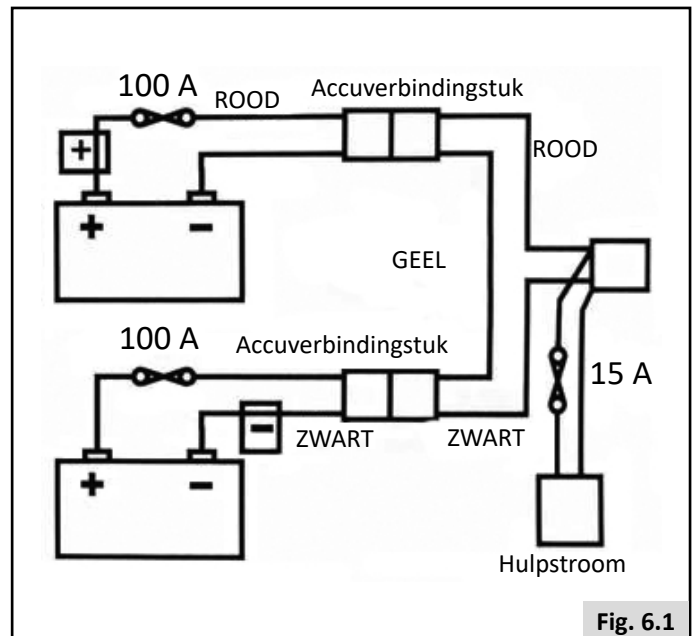 100 A
ROOD
Accuverbindingstuk
ROOD
+
+ -
GEEL
100 A
Accuverbindingstuk
15 A
-
ZWART
ZWART
+ -
Hulpstroom
Fig. 6.1